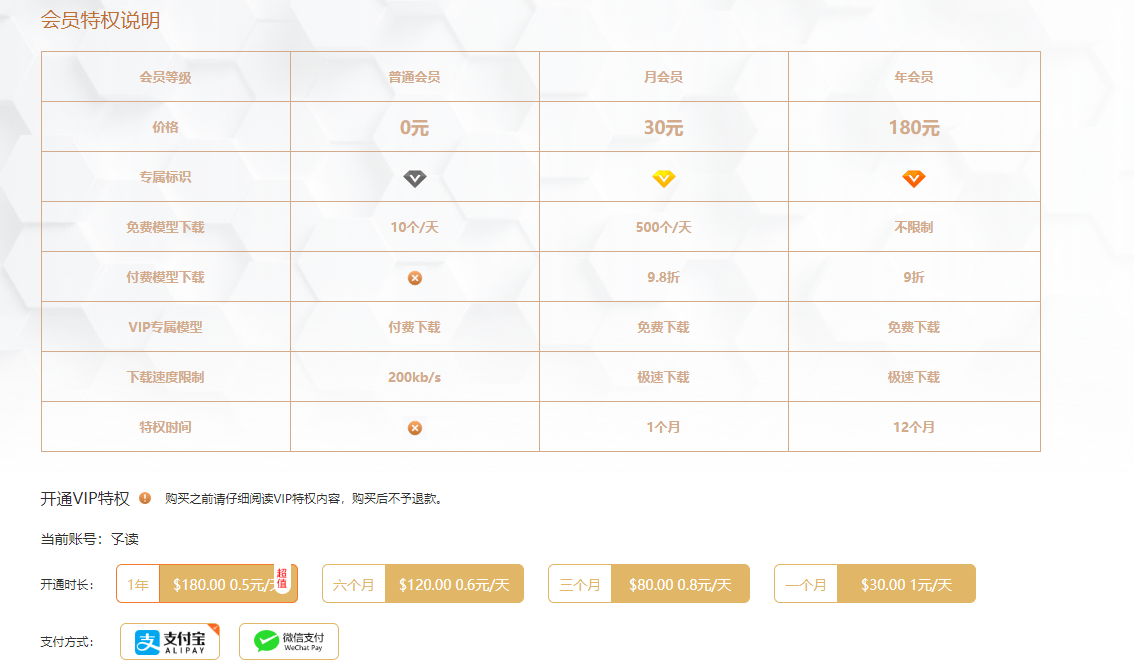 会员特权说明
会员等级 普通会员 月会员 年会员
价格 0元 30元 180元
专属标识
免费模型下载 10个/天 500个/天 不限制
付费模型下载 9.8折 9折
VIP专属模型 付费下载 免费下载 免费下载
下载速度限制 200kb/s 极速下载 极速下载
特权时间 1个月 12个月
开通VIP特权 购买之前请仔细阅读VIP特权内容，购买后不予退款。
当前账号：孓读
开通时长： 1年 $180.00 0.5元/天 超值 六个月 $120.00 0.6元/天 三个月 $80.00 0.8元/天 一个月 $30.00 1元/天
支付方式： 支付宝 ALIPAY 微信支付 WeChat Pay